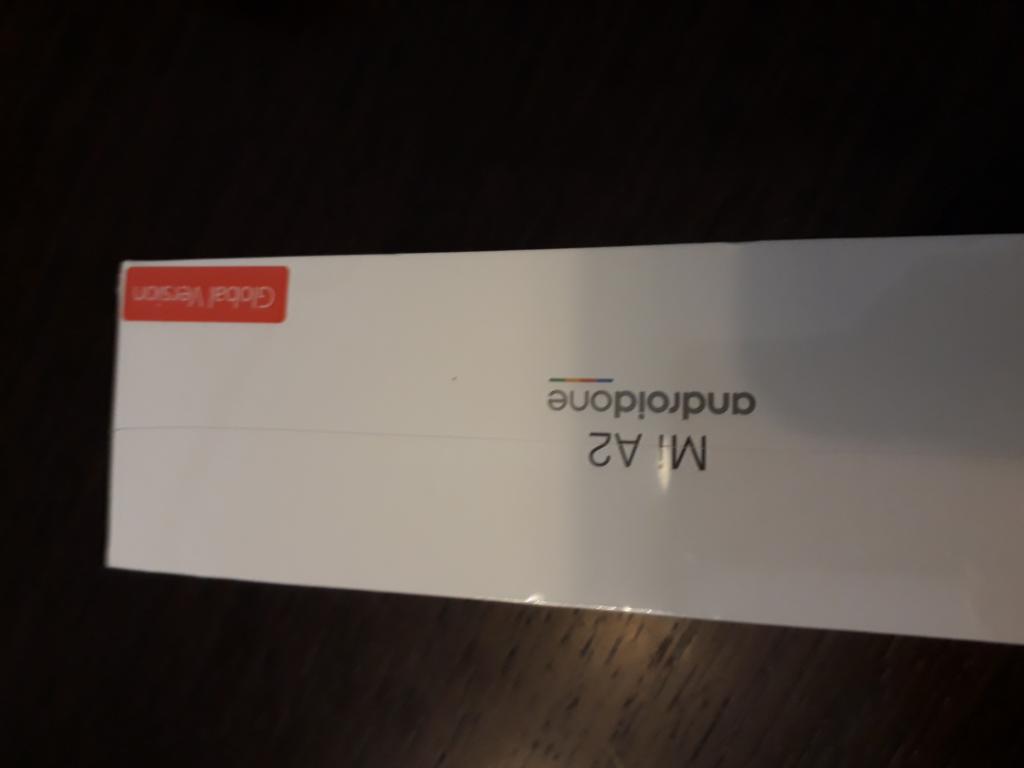 Mi A2
androidone
Global Version